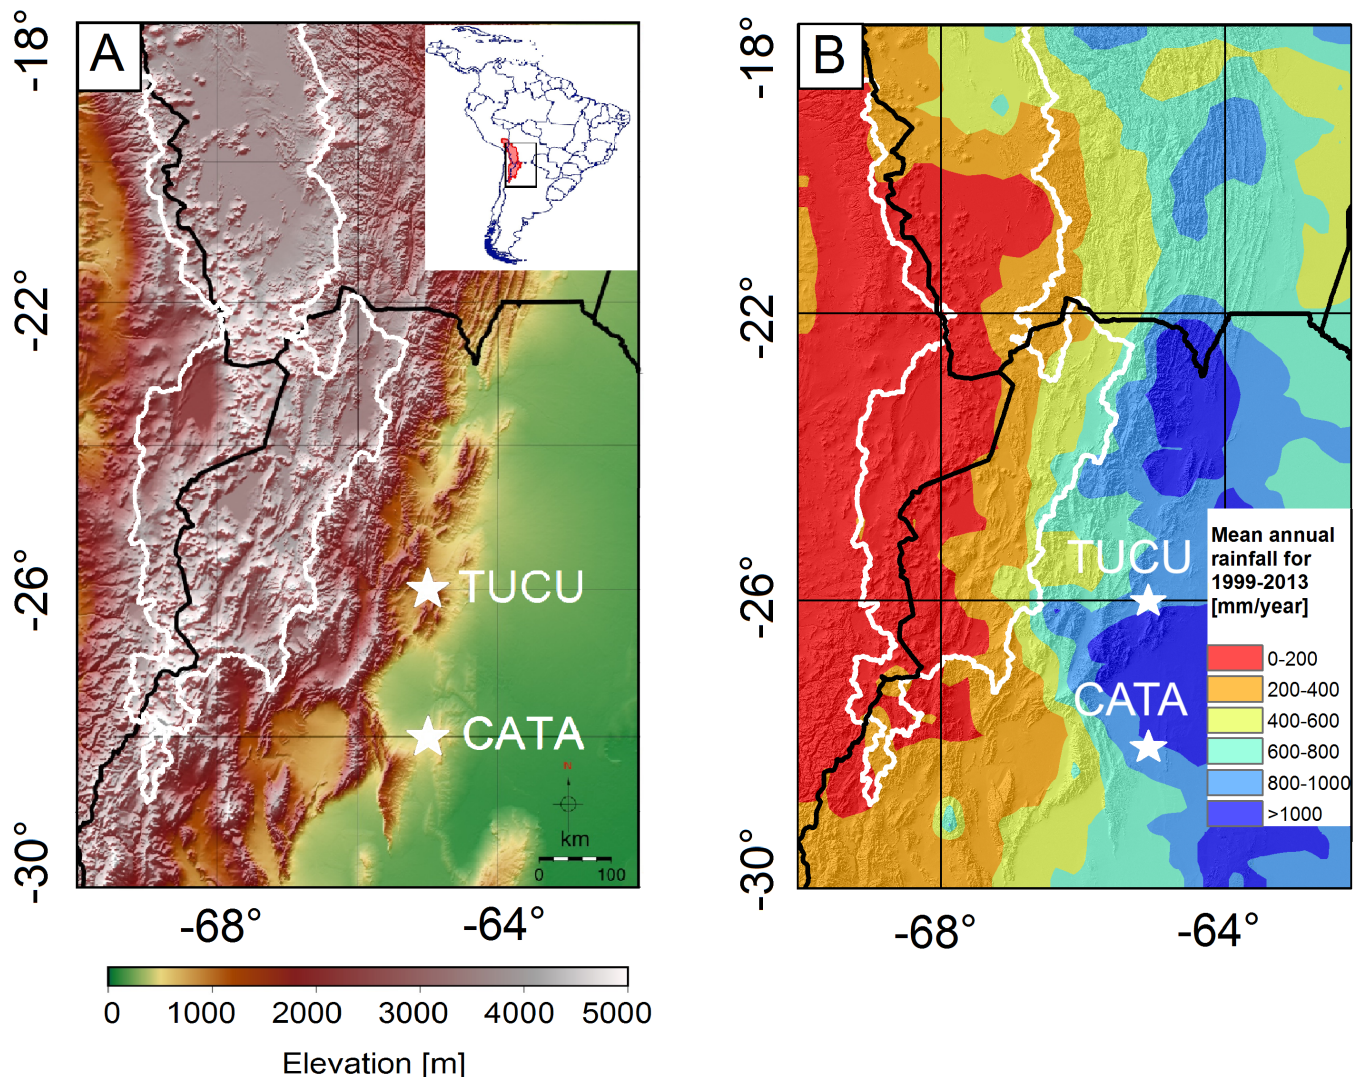 A
-18°
-22°
-26°
-30°
TUCU
CATA
N
km
0 100
-68° -64°
0 1000 2000 3000 4000 5000
Elevation [m]
B
-18°
-22°
-26°
-30°
TUCU
CATA
Mean annual
rainfall for
1999-2013
[mm/year]
0-200
200-400
400-600
600-800
800-1000
>1000
-68° -64°